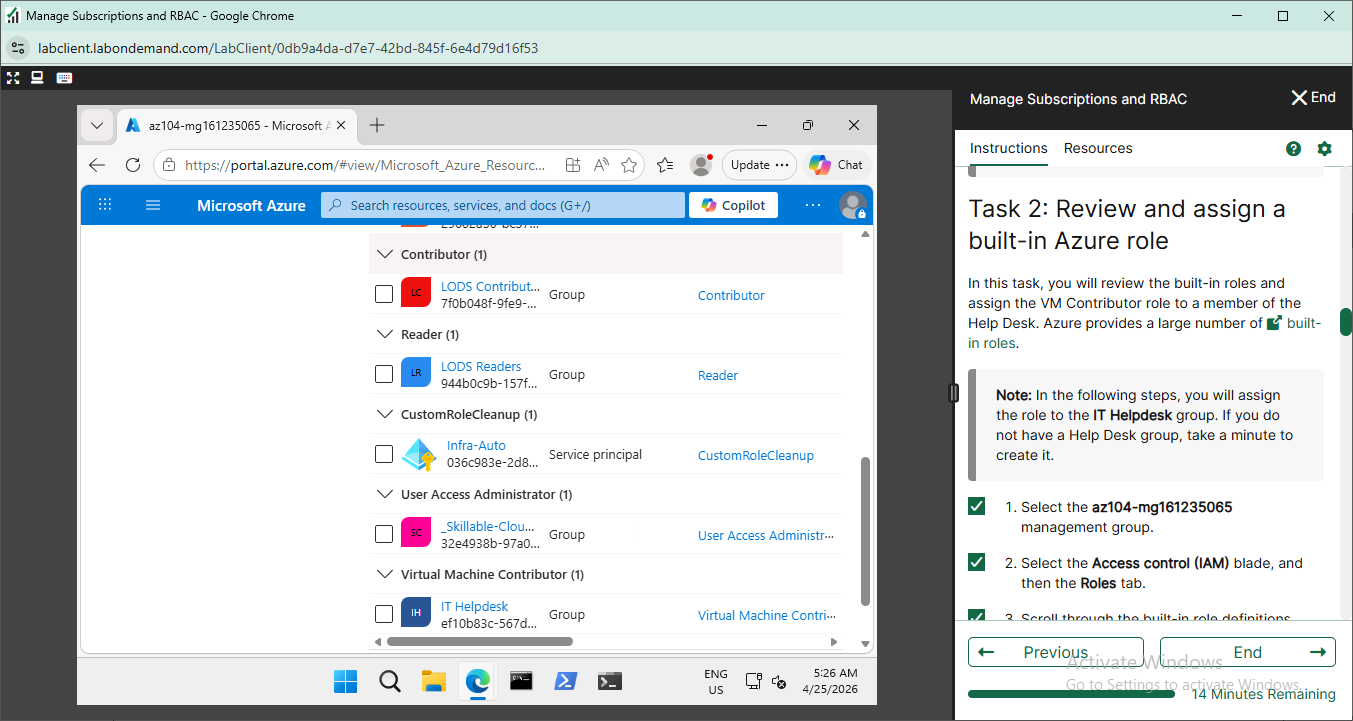 Manage Subscriptions and RBAC - Google Chrome
labclient.labondemand.com/LabClient/0db9a4da-d7e7-42bd-845f-6e4d79d16f53
Manage Subscriptions and RBAC
End
az104-mg161235065 - Microsoft A
https://portal.azure.com/#view/Microsoft_Azure_Resourc...
Update
Chat
Instructions
Resources
Microsoft Azure
Search resources, services, and docs (G+/)
Copilot
Contributor (1)
LC
LODS Contribut...
7f0b048f-9fe9-...
Group
Contributor
Reader (1)
LR
LODS Readers
944b0c9b-157f...
Group
Reader
CustomRoleCleanup (1)
Infra-Auto
036c983e-2d8...
Service principal
CustomRoleCleanup
User Access Administrator (1)
SC
_Skillable-Clou...
32e4938b-97a0...
Group
User Access Administr...
Virtual Machine Contributor (1)
IH
IT Helpdesk
ef10b83c-567d...
Group
Virtual Machine Contri...
ENG
US
5:26 AM
4/25/2026
Task 2: Review and assign a
built-in Azure role
In this task, you will review the built-in roles and
assign the VM Contributor role to a member of the
Help Desk. Azure provides a large number of built-
in roles.
Note: In the following steps, you will assign
the role to the IT Helpdesk group. If you do
not have a Help Desk group, take a minute to
create it.
1. Select the az104-mg161235065
management group.
2. Select the Access control (IAM) blade, and
then the Roles tab.
3. Scroll through the built-in role definitions
Previous
End
Activate Windows
Go to Settings to activate Windows.
14 Minutes Remaining